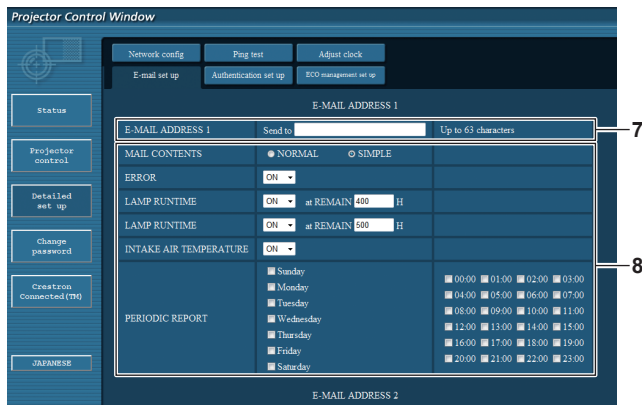 Projector Control Window
Network config Ping test Adjust clock
E-mail set up Authentication set up ECO management set up
Status
Projector control
Detailed set up
Change password
Crestron Connected(TM)
JAPANESE
E-MAIL ADDRESS 1
E-MAIL ADDRESS 1 Send to Up to 63 characters
7
MAIL CONTENTS NORMAL SIMPLE
ERROR ON
LAMP RUNTIME ON at REMAIN 400 H
LAMP RUNTIME ON at REMAIN 500 H
INTAKE AIR TEMPERATURE ON
8
PERIODIC REPORT
Sunday
Monday
Tuesday
Wednesday
Thursday
Friday
Saturday
00:00 01:00 02:00 03:00
04:00 05:00 06:00 07:00
08:00 09:00 10:00 11:00
12:00 13:00 14:00 15:00
16:00 17:00 18:00 19:00
20:00 21:00 22:00 23:00
E-MAIL ADDRESS 2